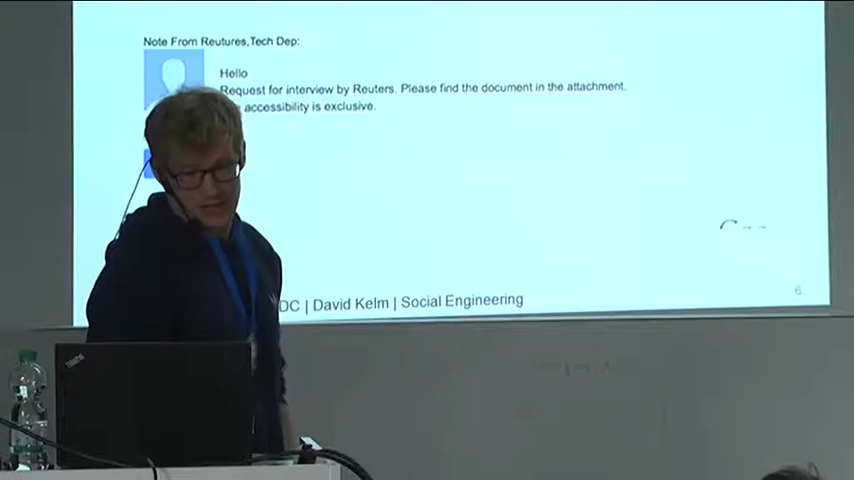 Note From Reutures,Tech Dep:
Hello
Request for interview by Reuters. Please find the document in the attachment.
accessibility is exclusive.
DC | David Kelm | Social Engineering
6